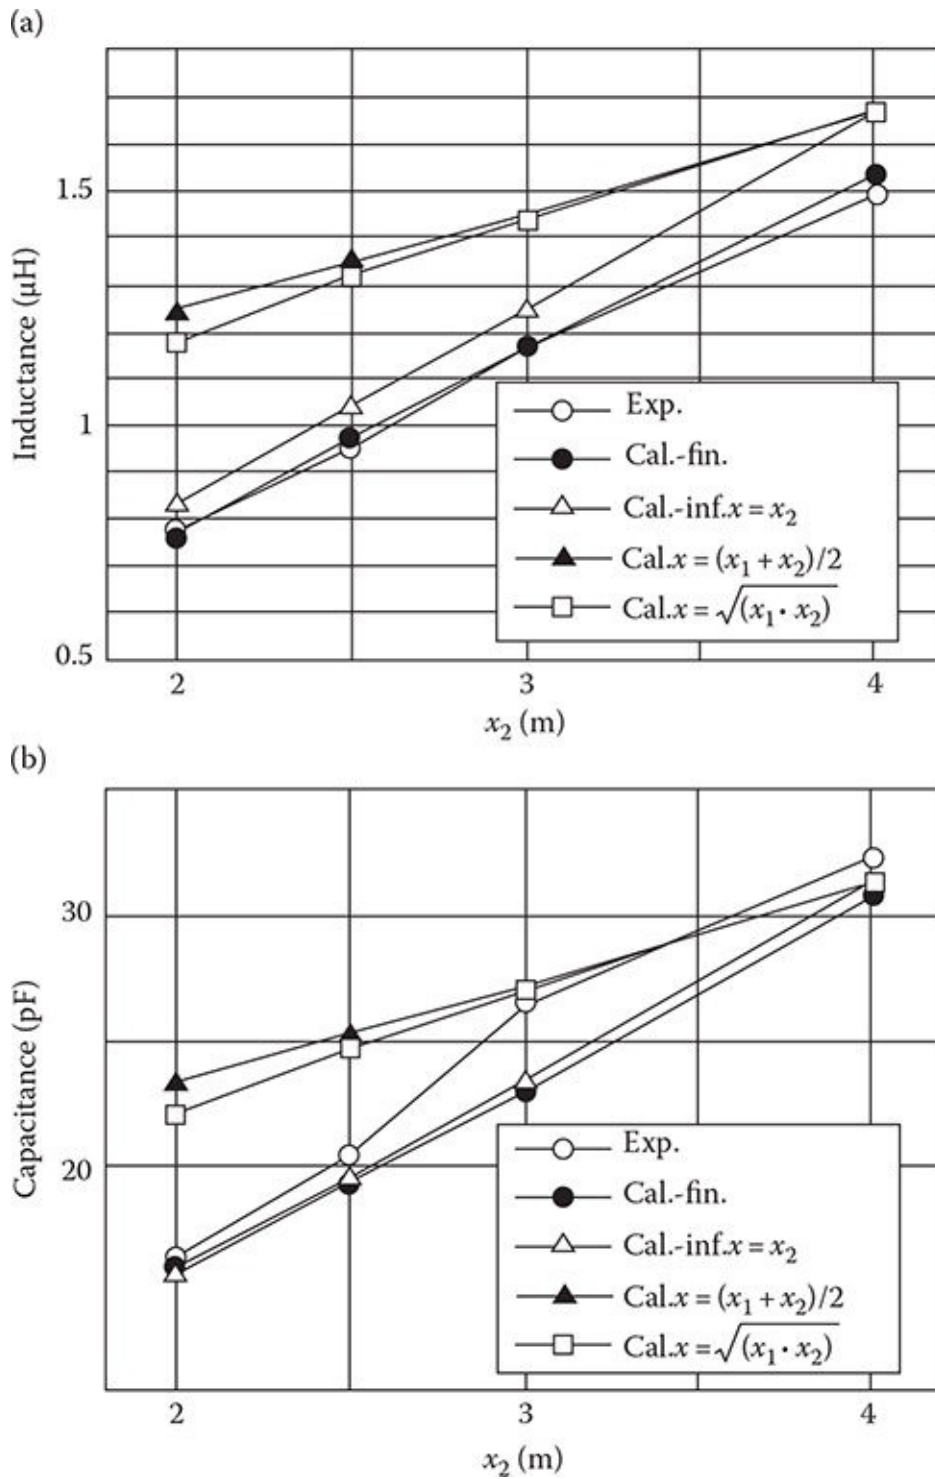 (a)
1.5
1
0.5
Inductance (μH)
Exp.
Cal.-fin.
Cal.-inf.x = x₂
Cal.x = (x₁ + x₂)/2
Cal.x = √(x₁ · x₂)
2 3 4
x₂ (m)
(b)
30
20
Capacitance (pF)
Exp.
Cal.-fin.
Cal.-inf.x = x₂
Cal.x = (x₁ + x₂)/2
Cal.x = √(x₁ · x₂)
2 3 4
x₂ (m)